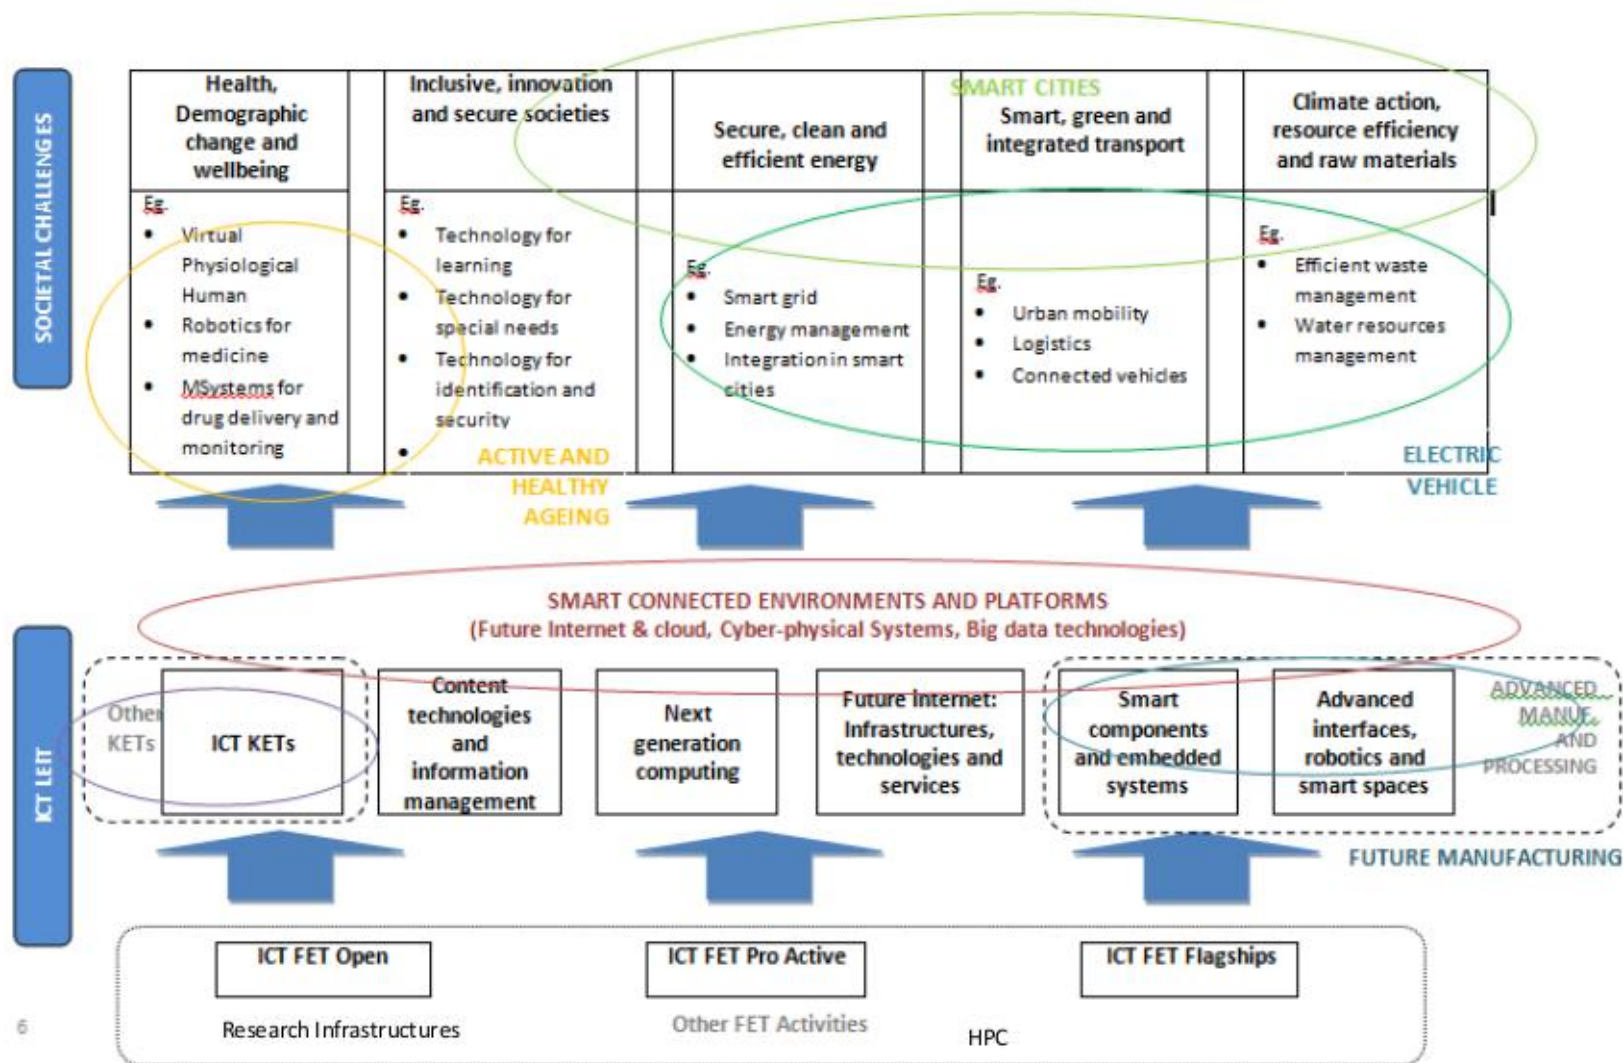 SOCIETAL CHALLENGES
Health,
Demographic
change and
wellbeing
Inclusive, innovation
and secure societies
Secure, clean and
efficient energy
SMART CITIES
Smart, green and
integrated transport
Climate action,
resource efficiency
and raw materials
Eg.
• Virtual
Physiological
Human
• Robotics for
medicine
• MSystems for
drug delivery and
monitoring
Eg.
• Technology for
learning
• Technology for
special needs
• Technology for
identification and
security
•
ACTIVE AND
HEALTHY
AGEING
Eg.
• Smart grid
• Energy management
• Integration in smart
cities
Eg.
• Urban mobility
• Logistics
• Connected vehicles
Eg.
• Efficient waste
management
• Water resources
management
ELECTRIC
VEHICLE
SMART CONNECTED ENVIRONMENTS AND PLATFORMS
(Future Internet & cloud, Cyber-physical Systems, Big data technologies)
ICT LEIT
Other
KETs
ICT KETs
Content
technologies
and
information
management
Next
generation
computing
Future internet:
Infrastructures,
technologies and
services
Smart
components
and embedded
systems
Advanced
interfaces,
robotics and
smart spaces
ADVANCED
MANUF.
AND
PROCESSING
FUTURE MANUFACTURING
ICT FET Open
ICT FET Pro Active
ICT FET Flagships
Research Infrastructures
Other FET Activities
HPC
6